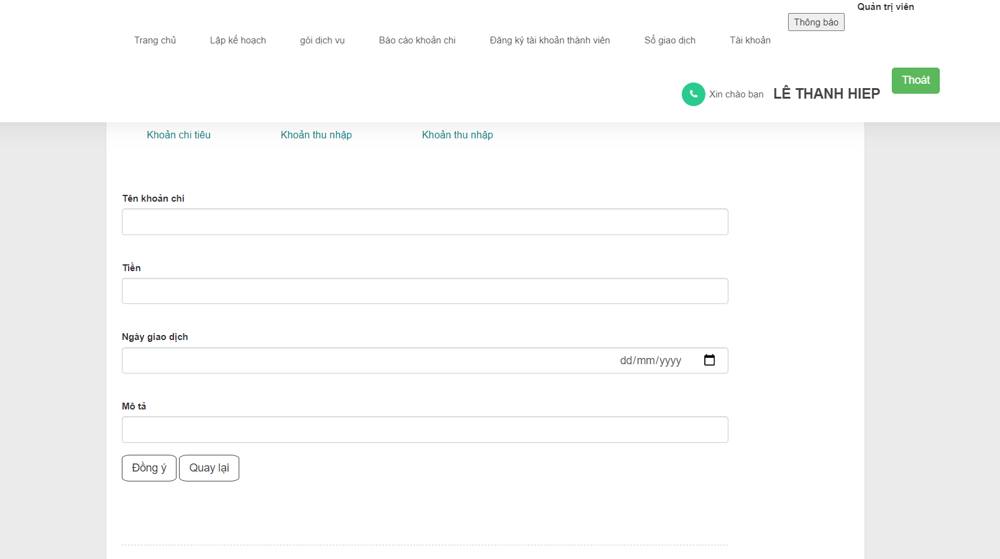 Quản trị viên
Thông báo
Trang chủ Lập kế hoạch gói dịch vụ Báo cáo khoản chi Đăng ký tài khoản thành viên Sổ giao dịch Tài khoản
Thoát
Xin chào bạn LÊ THANH HIEP
Khoản chi tiêu Khoản thu nhập Khoản thu nhập
Tên khoản chi
Tiền
Ngày giao dịch
dd/mm/yyyy
Mô tả
Đồng ý Quay lại